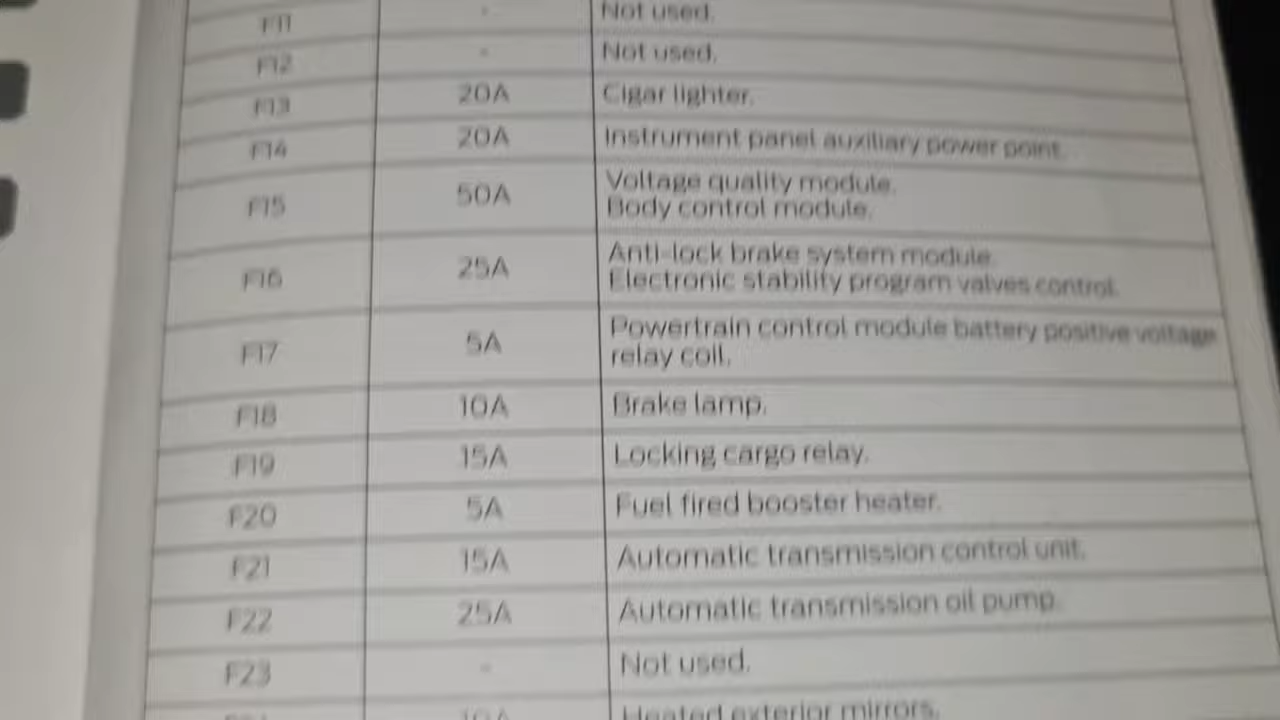 F11 - Not used.
F12 - Not used.
F13 20A Cigar lighter.
F14 20A Instrument panel auxiliary power point.
F15 50A Voltage quality module.
Body control module.
F16 25A Anti-lock brake system module.
Electronic stability program valves control.
F17 5A Powertrain control module battery positive voltage
relay coil.
F18 10A Brake lamp.
F19 15A Locking cargo relay.
F20 5A Fuel fired booster heater.
F21 15A Automatic transmission control unit.
F22 25A Automatic transmission oil pump.
F23 - Not used.
10A Heated exterior mirrors.